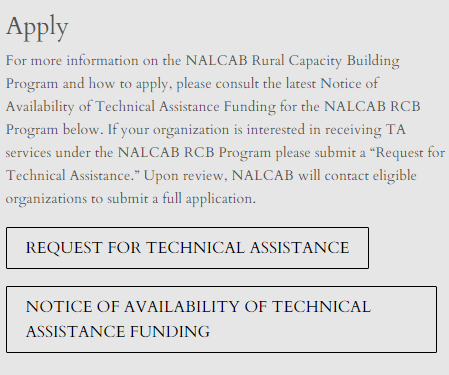 Apply
For more information on the NALCAB Rural Capacity Building
Program and how to apply, please consult the latest Notice of
Availability of Technical Assistance Funding for the NALCAB RCB
Program below. If your organization is interested in receiving TA
services under the NALCAB RCB Program please submit a “Request for
Technical Assistance.” Upon review, NALCAB will contact eligible
organizations to submit a full application.
REQUEST FOR TECHNICAL ASSISTANCE
NOTICE OF AVAILABILITY OF TECHNICAL
ASSISTANCE FUNDING